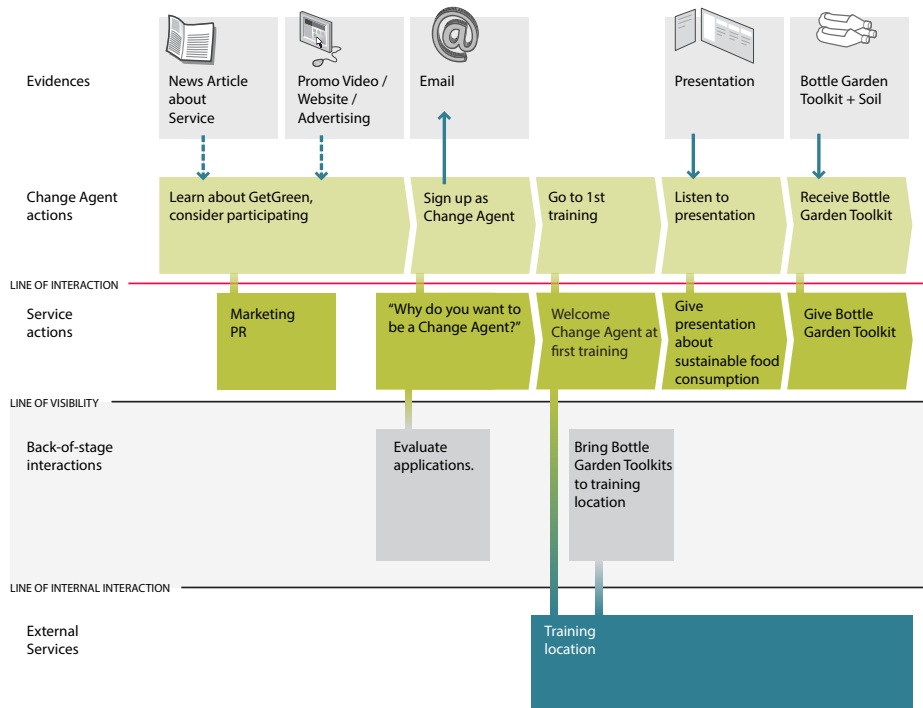 Evidences
News Article
about
Service
Promo Video /
Website /
Advertising
Email
Presentation
Bottle Garden
Toolkit + Soil
Change Agent
actions
Learn about GetGreen,
consider participating
Sign up as
Change Agent
Go to 1st
training
Listen to
presentation
Receive Bottle
Garden Toolkit
LINE OF INTERACTION
Service
actions
Marketing
PR
“Why do you want to
be a Change Agent?”
Welcome
Change Agent at
first training
Give
presentation
about
sustainable food
consumption
Give Bottle
Garden Toolkit
LINE OF VISIBILITY
Back-of-stage
interactions
Evaluate
applications.
Bring Bottle
Garden Toolkits
to training
location
LINE OF INTERNAL INTERACTION
External
Services
Training
location